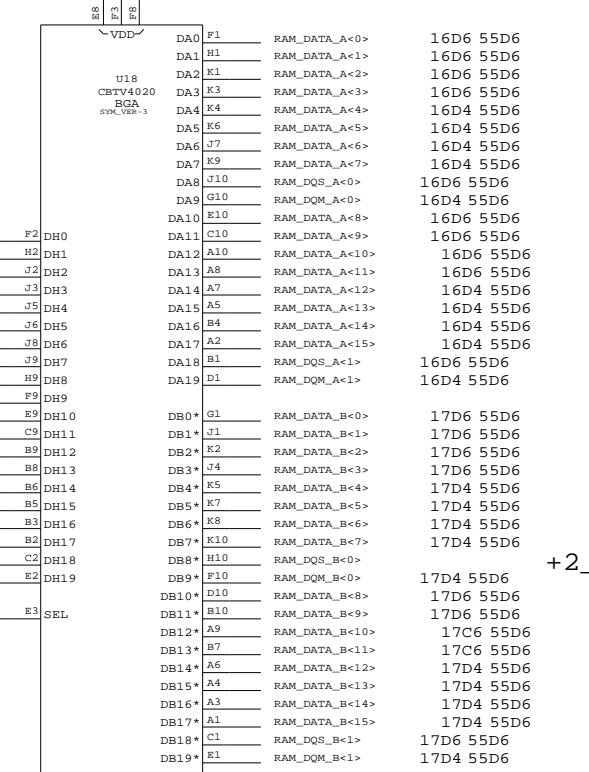 E8 F3 F8
VDD
U18
CBTV4020
BGA
SYM_VER-3
DA0 F1 RAM_DATA_A<0> 16D6 55D6
DA1 H1 RAM_DATA_A<1> 16D6 55D6
DA2 K1 RAM_DATA_A<2> 16D6 55D6
DA3 K3 RAM_DATA_A<3> 16D6 55D6
DA4 K4 RAM_DATA_A<4> 16D4 55D6
DA5 K6 RAM_DATA_A<5> 16D4 55D6
DA6 J7 RAM_DATA_A<6> 16D4 55D6
DA7 K9 RAM_DATA_A<7> 16D4 55D6
DA8 J10 RAM_DQS_A<0> 16D6 55D6
DA9 G10 RAM_DQM_A<0> 16D4 55D6
DA10 E10 RAM_DATA_A<8> 16D6 55D6
F2 DH0 DA11 C10 RAM_DATA_A<9> 16D6 55D6
H2 DH1 DA12 A10 RAM_DATA_A<10> 16D6 55D6
J2 DH2 DA13 A8 RAM_DATA_A<11> 16D6 55D6
J3 DH3 DA14 A7 RAM_DATA_A<12> 16D4 55D6
J5 DH4 DA15 A5 RAM_DATA_A<13> 16D4 55D6
J6 DH5 DA16 B4 RAM_DATA_A<14> 16D4 55D6
J8 DH6 DA17 A2 RAM_DATA_A<15> 16D4 55D6
J9 DH7 DA18 B1 RAM_DQS_A<1> 16D6 55D6
H9 DH8 DA19 D1 RAM_DQM_A<1> 16D4 55D6
F9 DH9
E9 DH10 DB0* G1 RAM_DATA_B<0> 17D6 55D6
C9 DH11 DB1* J1 RAM_DATA_B<1> 17D6 55D6
B9 DH12 DB2* K2 RAM_DATA_B<2> 17D6 55D6
B8 DH13 DB3* J4 RAM_DATA_B<3> 17D6 55D6
B6 DH14 DB4* K5 RAM_DATA_B<4> 17D4 55D6
B5 DH15 DB5* K7 RAM_DATA_B<5> 17D4 55D6
B3 DH16 DB6* K8 RAM_DATA_B<6> 17D4 55D6
B2 DH17 DB7* K10 RAM_DATA_B<7> 17D4 55D6
C2 DH18 DB8* H10 RAM_DQS_B<0> +2_
E2 DH19 DB9* F10 RAM_DQM_B<0> 17D4 55D6
DB10* D10 RAM_DATA_B<8> 17D6 55D6
E3 SEL DB11* B10 RAM_DATA_B<9> 17D6 55D6
DB12* A9 RAM_DATA_B<10> 17C6 55D6
DB13* B7 RAM_DATA_B<11> 17C6 55D6
DB14* A6 RAM_DATA_B<12> 17D4 55D6
DB15* A4 RAM_DATA_B<13> 17D4 55D6
DB16* A3 RAM_DATA_B<14> 17D4 55D6
DB17* A1 RAM_DATA_B<15> 17D4 55D6
DB18* C1 RAM_DQS_B<1> 17D6 55D6
DB19* E1 RAM_DQM_B<1> 17D4 55D6